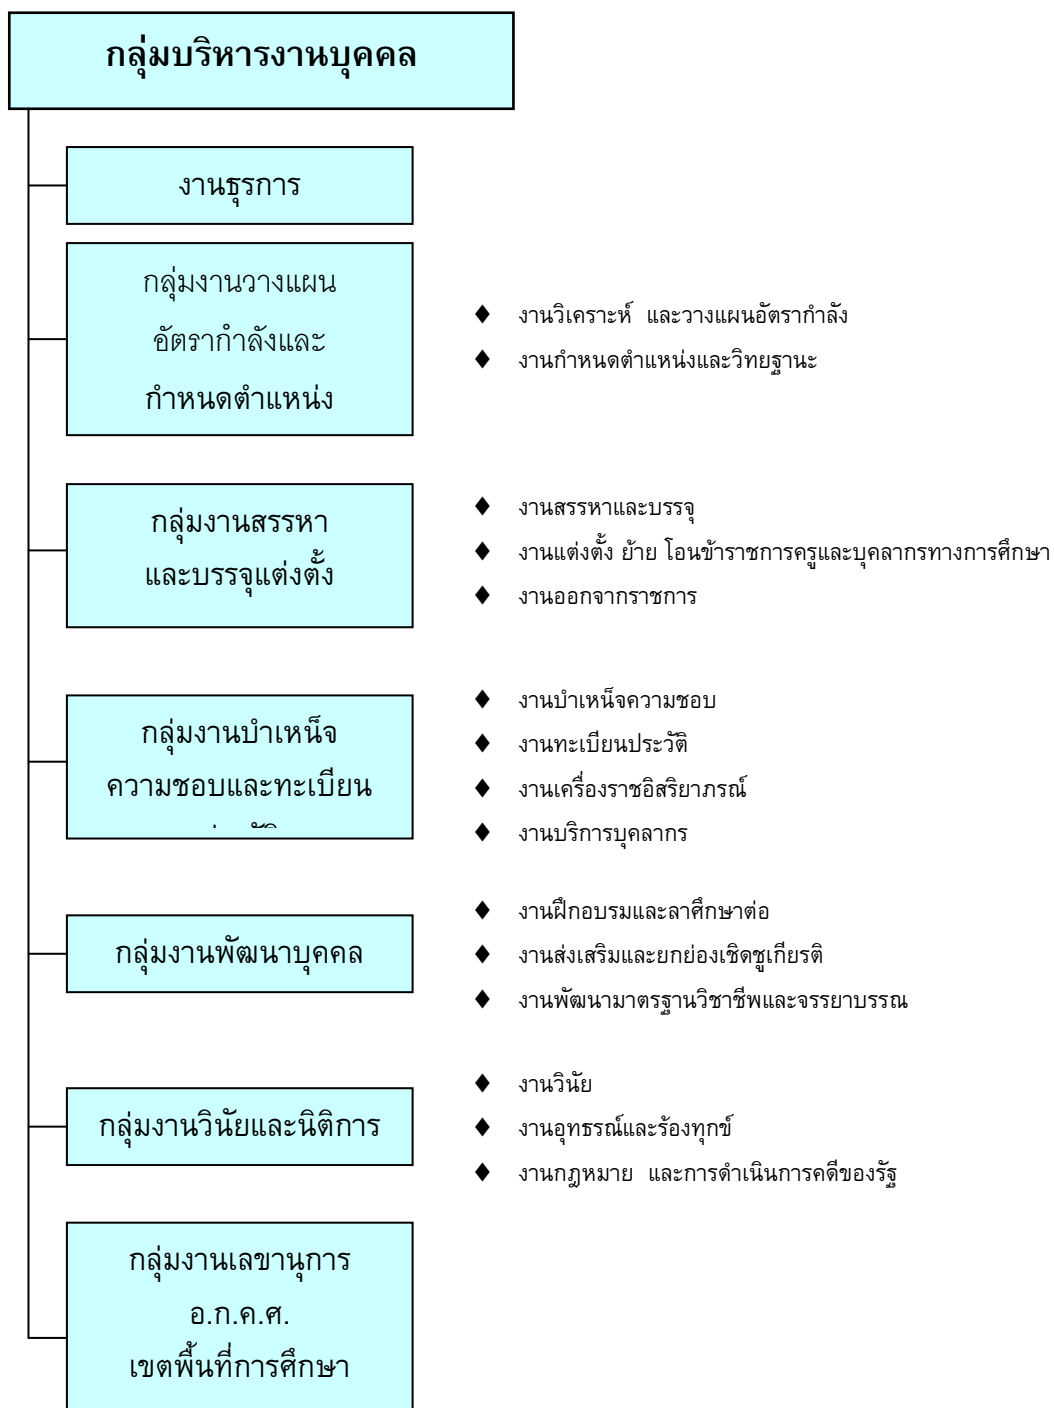 กลุ่มบริหารงานบุคคล
งานธุรการ
กลุ่มงานวางแผน
อัตรากำลังและ
กำหนดตำแหน่ง
♦ งานวิเคราะห์ และวางแผนอัตรากำลัง
♦ งานกำหนดตำแหน่งและวิทยฐานะ
กลุ่มงานสรรหา
และบรรจุแต่งตั้ง
♦ งานสรรหาและบรรจุ
♦ งานแต่งตั้ง ย้าย โอนข้าราชการครูและบุคลากรทางการศึกษา
♦ งานออกจากราชการ
กลุ่มงานบำเหน็จ
ความชอบและทะเบียน
♦ งานบำเหน็จความชอบ
♦ งานทะเบียนประวัติ
♦ งานเครื่องราชอิสริยาภรณ์
♦ งานบริการบุคลากร
กลุ่มงานพัฒนาบุคคล
♦ งานฝึกอบรมและลาศึกษาต่อ
♦ งานส่งเสริมและยกย่องเชิดชูเกียรติ
♦ งานพัฒนามาตรฐานวิชาชีพและจรรยาบรรณ
กลุ่มงานวินัยและนิติการ
♦ งานวินัย
♦ งานอุทธรณ์และร้องทุกข์
♦ งานกฎหมาย และการดำเนินการคดีของรัฐ
กลุ่มงานเลขานุการ
อ.ก.ค.ศ.
เขตพื้นที่การศึกษา